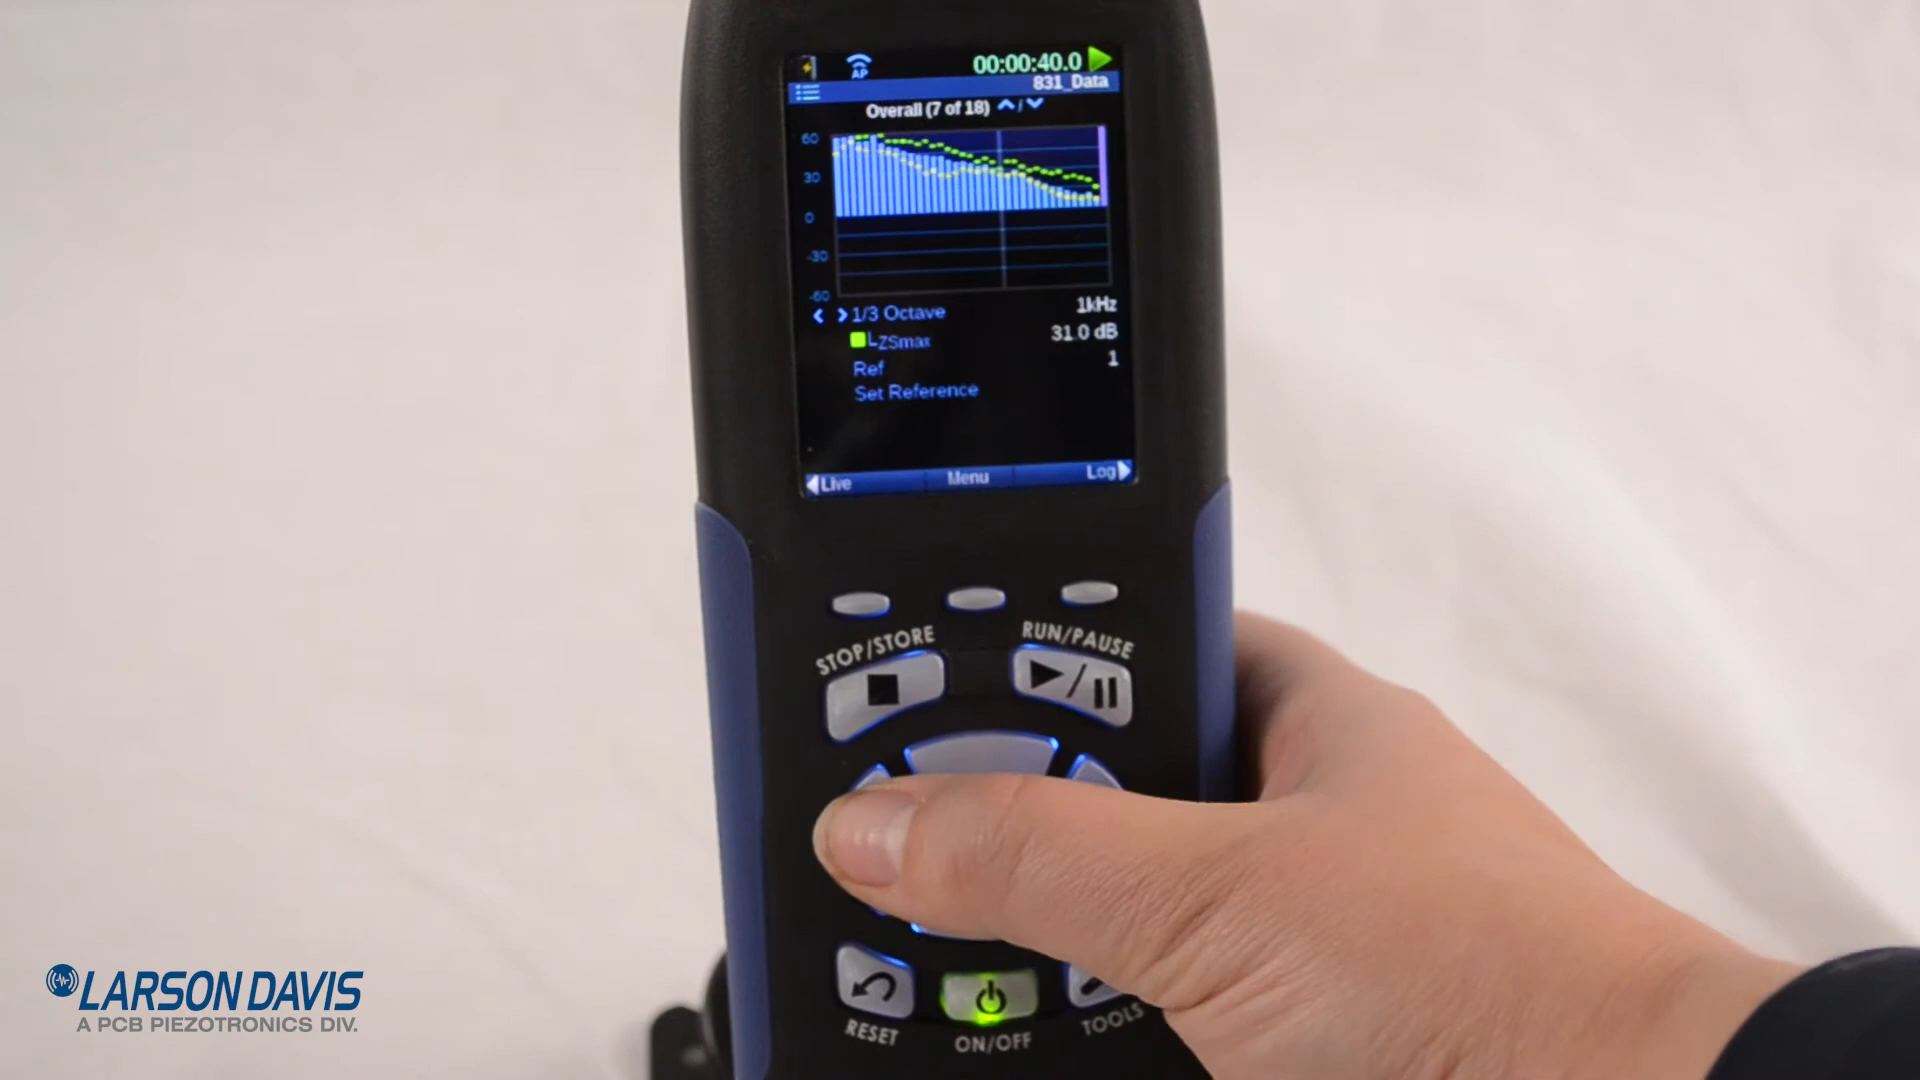 AP
00:00:40.0
831_Data
Overall (7 of 18)
60
30
0
-30
-60
1/3 Octave 1kHz
LZSmax 31.0 dB
Ref 1
Set Reference
Live Menu Log
STOP/STORE RUN/PAUSE
RESET ON/OFF TOOLS
LARSON DAVIS
A PCB PIEZOTRONICS DIV.